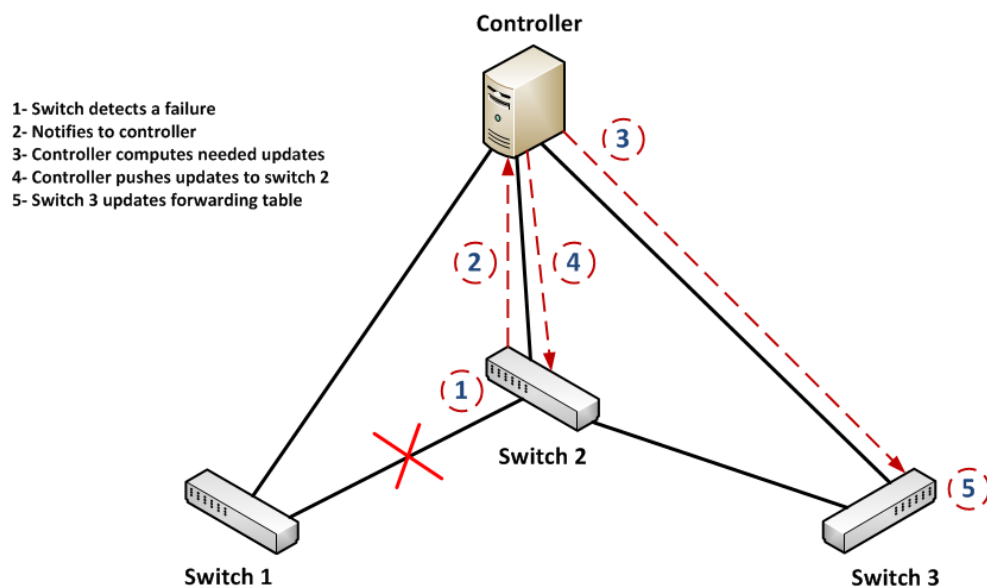 Controller
1- Switch detects a failure
2- Notifies to controller
3- Controller computes needed updates
4- Controller pushes updates to switch 2
5- Switch 3 updates forwarding table
3
2
4
1
Switch 2
5
Switch 1
Switch 3